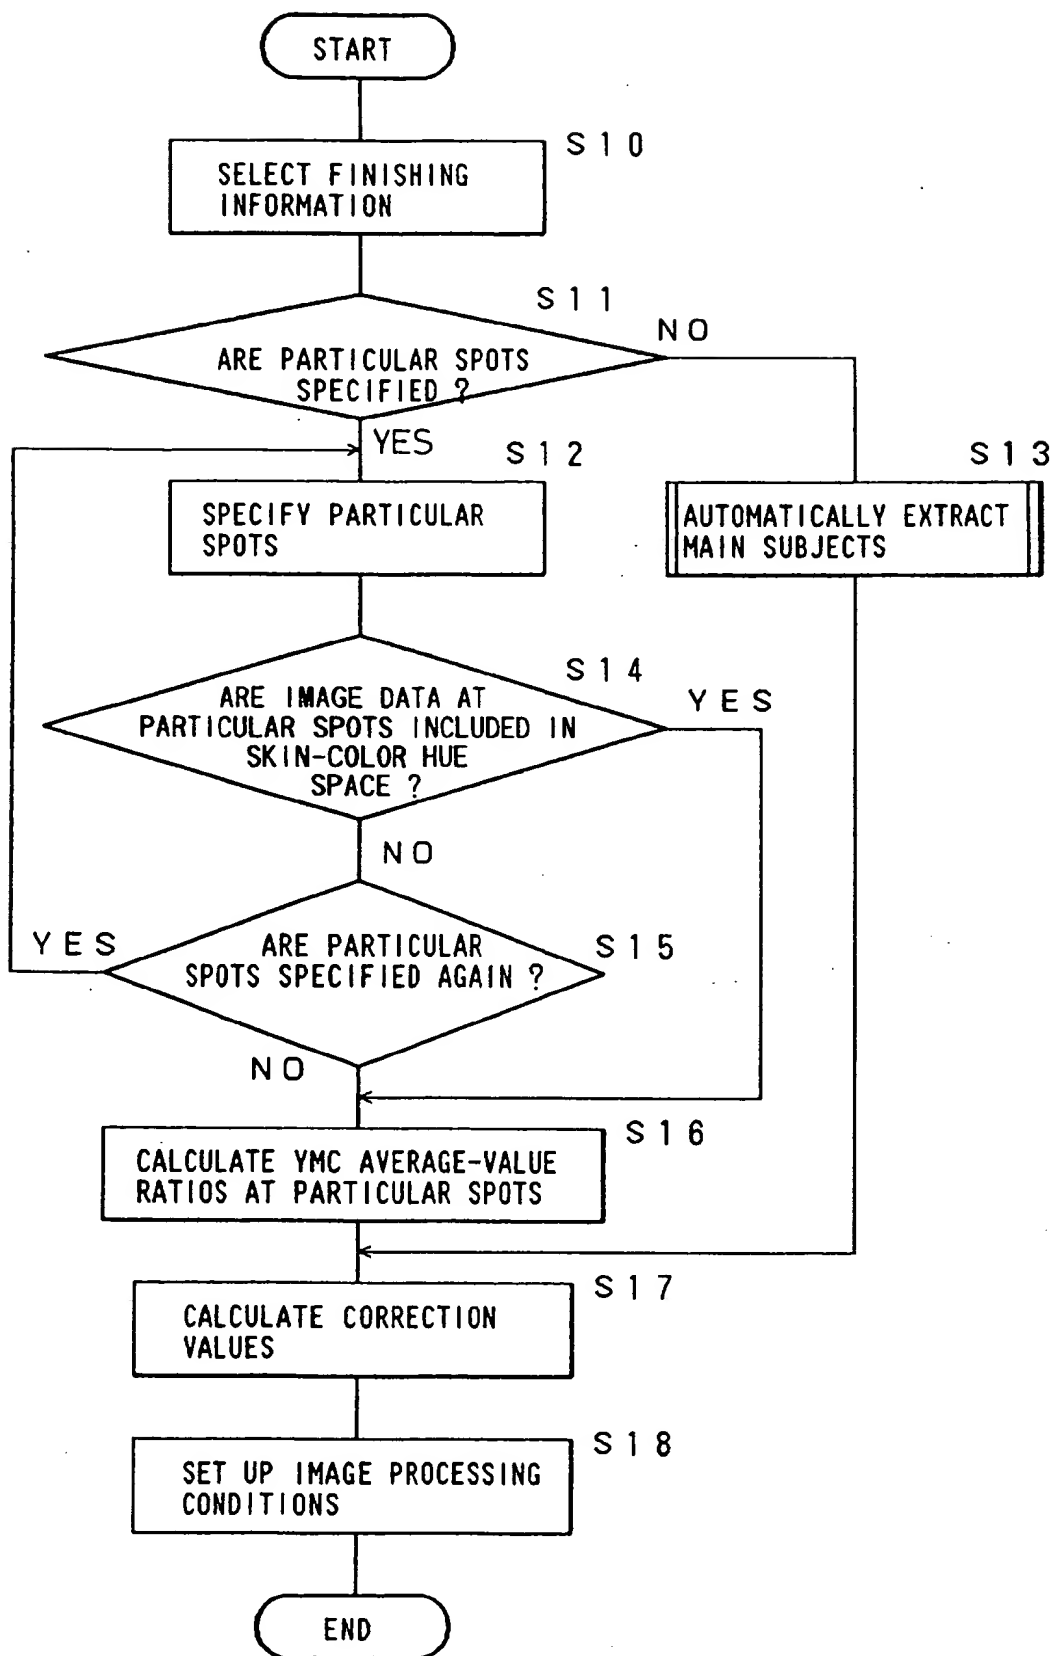 START
S10
SELECT FINISHING
INFORMATION
S11
NO
ARE PARTICULAR SPOTS
SPECIFIED ?
YES
S12
S13
SPECIFY PARTICULAR
SPOTS
AUTOMATICALLY EXTRACT
MAIN SUBJECTS
S14
YES
ARE IMAGE DATA AT
PARTICULAR SPOTS INCLUDED IN
SKIN-COLOR HUE
SPACE ?
NO
YES
ARE PARTICULAR
SPOTS SPECIFIED AGAIN ?
S15
NO
S16
CALCULATE YMC AVERAGE-VALUE
RATIOS AT PARTICULAR SPOTS
S17
CALCULATE CORRECTION
VALUES
S18
SET UP IMAGE PROCESSING
CONDITIONS
END